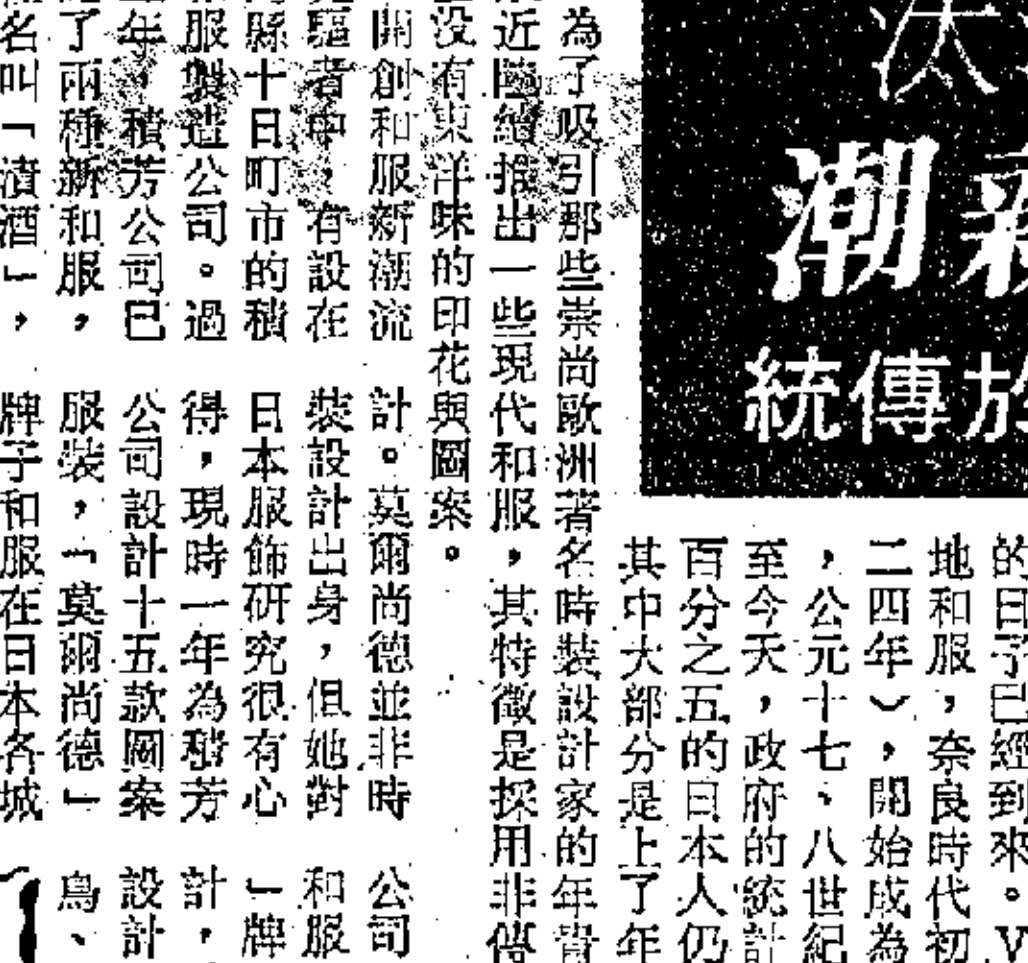 潮新
統傳於
的日子已經到來。V
地和服，奈良時代初
二四年），開始成為
，公元十七、八世紀
至今天，政府的統計
百分之五的日本人仍
其中大部分是上了年
為了吸引那些崇尚歐洲著名時裝設計家的年青
近陸續推出一些現代和服，其特徵是採用非傳
没有東洋味的印花與圖案。
開創和服新潮流
驅者中，有設在
縣十日町市的積
服製造公司。過
年，積芳公司已
了兩種新和服，
名叫「漬酒」，
計。莫爾尚德並非時
裝設計出身，但她對
日本服飾研究很有心
得，現時一年為積芳
公司設計十五款圖案
服裝，「莫爾尚德」
牌子和服在日本各城
公司
和服
」牌
計，
設計
鳥、